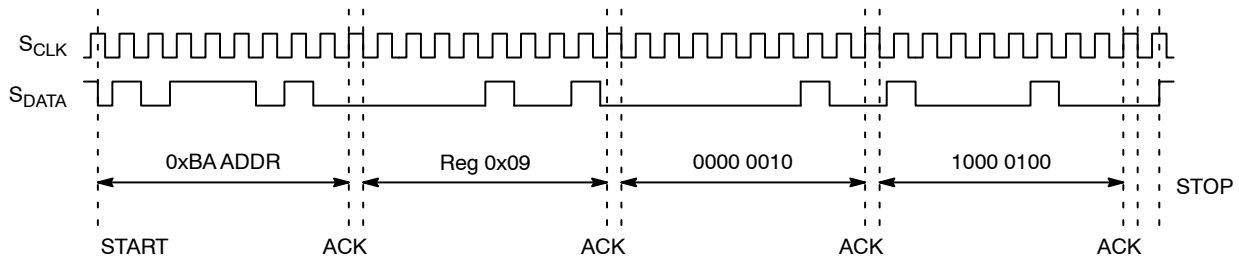 SCLK
SDATA
0xBA ADDR
Reg 0x09
0000 0010
1000 0100
STOP
START
ACK
ACK
ACK
ACK